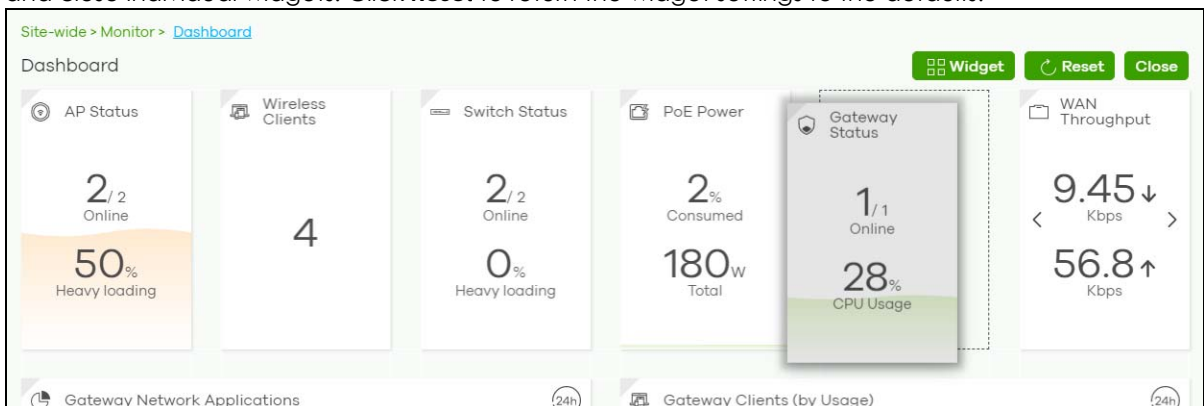 and close individual widgets. Click Reset to return the widget settings to the defaults.
Site-wide > Monitor > Dashboard
Dashboard
Widget
Reset
Close
AP Status
2/ 2
Online
50%
Heavy loading
Wireless
Clients
4
Switch Status
2/ 2
Online
0%
Heavy loading
PoE Power
2%
Consumed
180W
Total
Gateway
Status
1/ 1
Online
28%
CPU Usage
WAN
Throughput
9.45↓
Kbps
56.8↑
Kbps
Gateway Network Applications
24h
Gateway Clients (by Usage)
24h